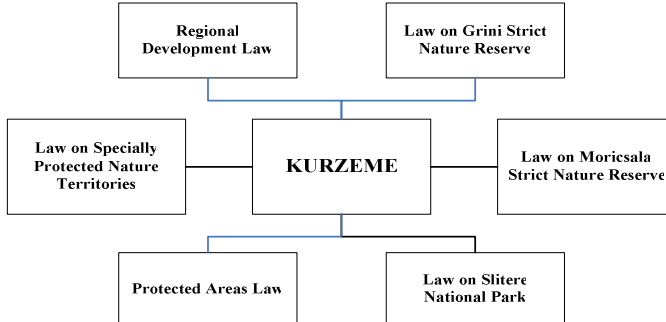 Regional
Development Law
Law on Grini Strict
Nature Reserve
Law on Specially
Protected Nature
Territories
KURZEME
Law on Moricsala
Strict Nature Reserve
Protected Areas Law
Law on Slitere
National Park